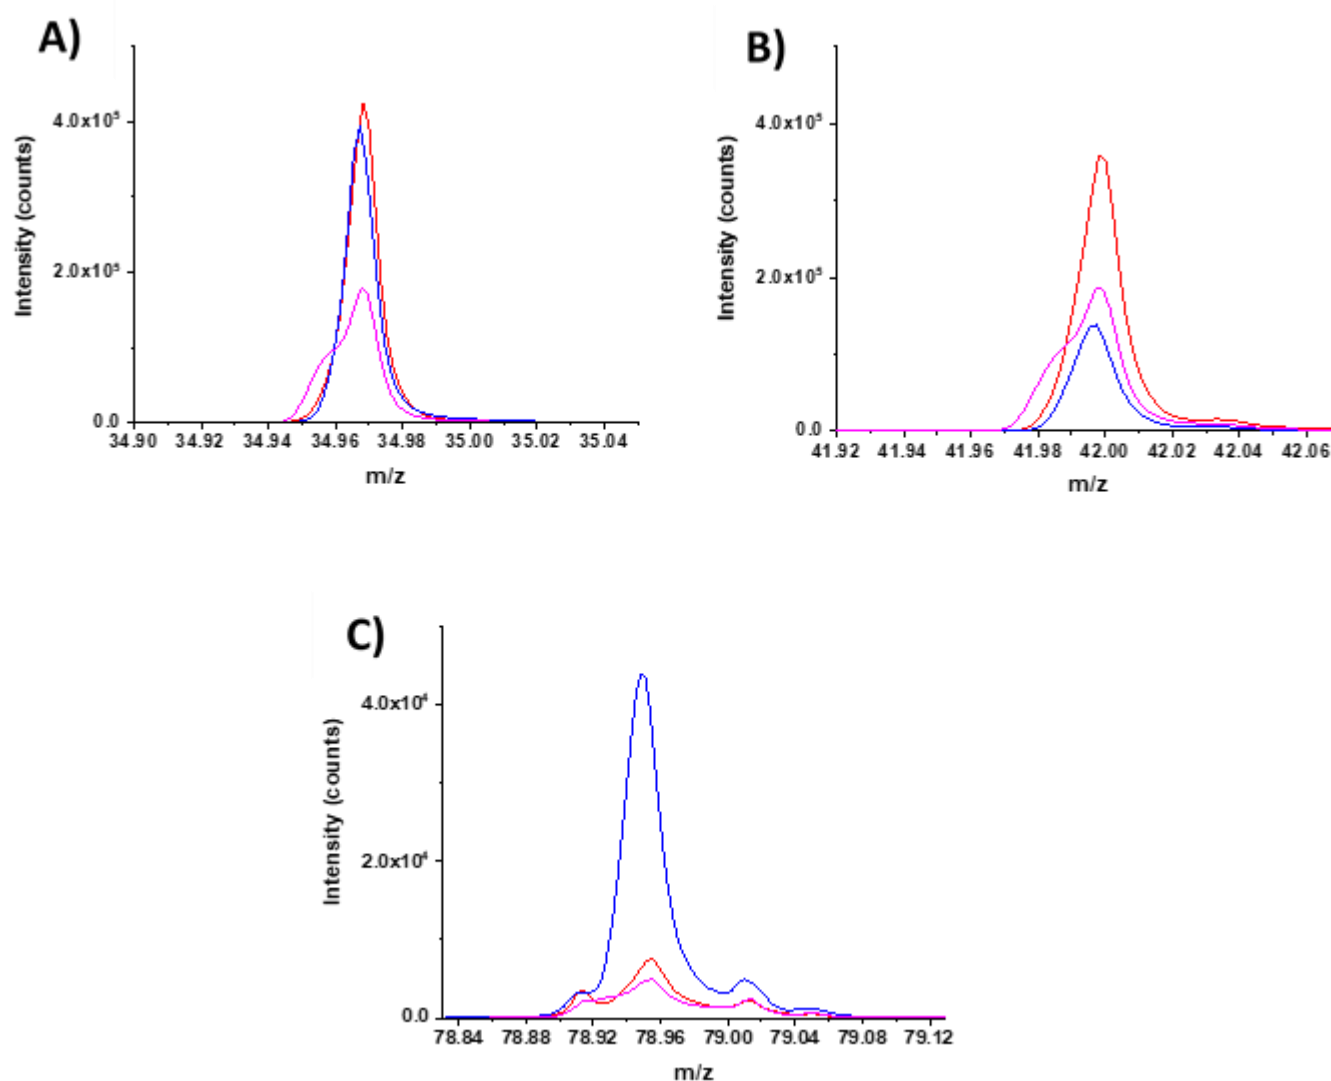 A)
Intensity (counts)
4.0x10⁵
2.0x10⁵
0.0
34.90 34.92 34.94 34.96 34.98 35.00 35.02 35.04
m/z
B)
Intensity (counts)
4.0x10⁵
2.0x10⁵
0.0
41.92 41.94 41.96 41.98 42.00 42.02 42.04 42.06
m/z
C)
Intensity (counts)
4.0x10⁴
2.0x10⁴
0.0
78.84 78.88 78.92 78.96 79.00 79.04 79.08 79.12
m/z